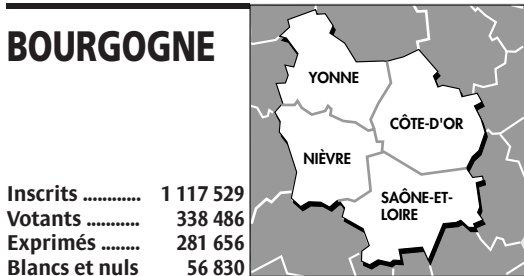 BOURGOGNE
Inscrits ............ 1 117 529
Votants ........... 338 486
Exprimés ........ 281 656
Blancs et nuls 56 830
YONNE
CÔTE-D'OR
NIÈVRE
SAÔNE-ET-
LOIRE